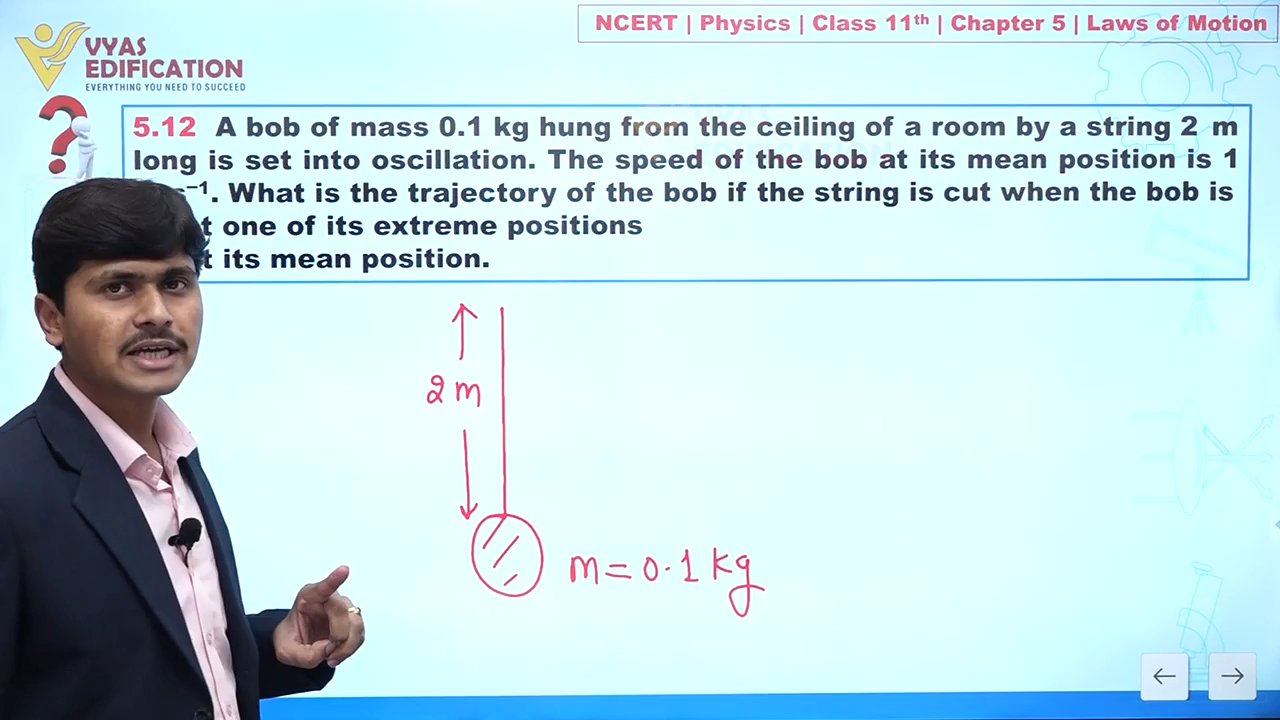 NCERT | Physics | Class 11th | Chapter 5 | Laws of Motion
VYAS
EDIFICATION
EVERYTHING YOU NEED TO SUCCEED
5.12 A bob of mass 0.1 kg hung from the ceiling of a room by a string 2 m
long is set into oscillation. The speed of the bob at its mean position is 1
⁻¹. What is the trajectory of the bob if the string is cut when the bob is
one of its extreme positions
its mean position.
2 m
m = 0.1 kg